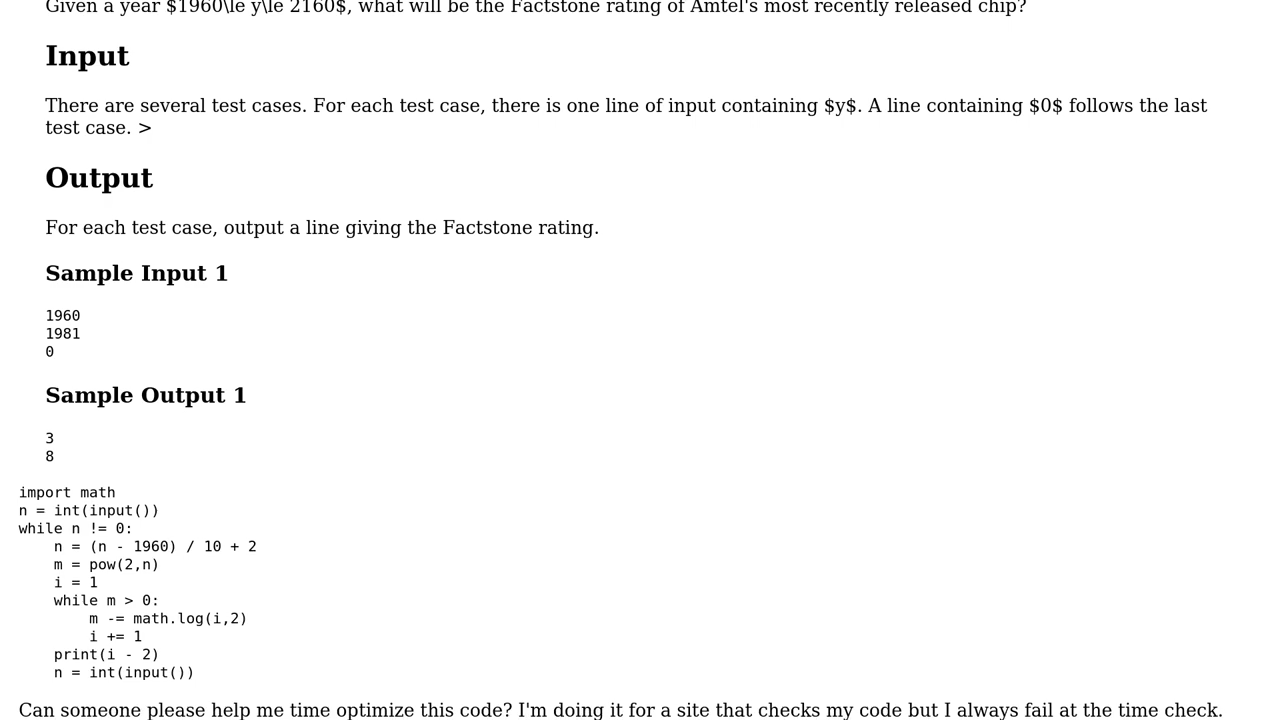 Given a year $1960\le y\le 2160$, what will be the Factstone rating of Amtel's most recently released chip?
Input
There are several test cases. For each test case, there is one line of input containing $y$. A line containing $0$ follows the last
test case. >
Output
For each test case, output a line giving the Factstone rating.
Sample Input 1
1960
1981
0
Sample Output 1
3
8
import math
n = int(input())
while n != 0:
    n = (n - 1960) / 10 + 2
    m = pow(2,n)
    i = 1
    while m > 0:
        m -= math.log(i,2)
        i += 1
    print(i - 2)
    n = int(input())
Can someone please help me time optimize this code? I'm doing it for a site that checks my code but I always fail at the time check.